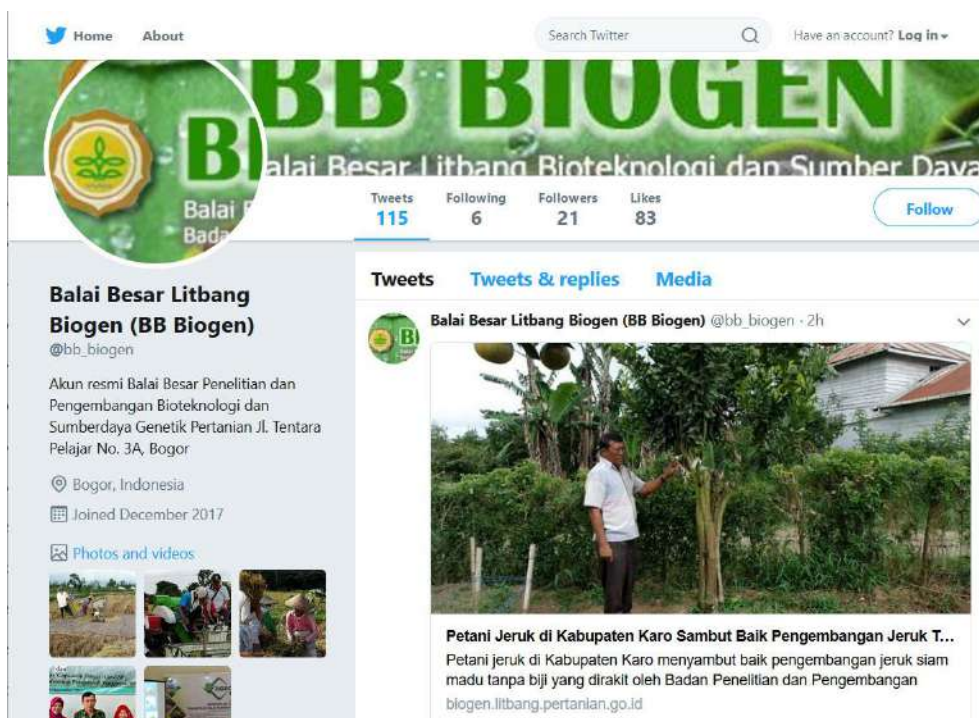 Home About
Search Twitter
Have an account? Log in
BB BIOGEN
Balai Besar Litbang Bioteknologi dan Sumber Daya
Balai
Bada
Tweets Following Followers Likes
115 6 21 83
Follow
Balai Besar Litbang
Biogen (BB Biogen)
@bb_biogen
Akun resmi Balai Besar Penelitian dan
Pengembangan Bioteknologi dan
Sumberdaya Genetik Pertanian Jl. Tentara
Pelajar No. 3A, Bogor
Bogor, Indonesia
Joined December 2017
Photos and videos
Tweets Tweets & replies Media
Balai Besar Litbang Biogen (BB Biogen) @bb_biogen · 2h
Petani Jeruk di Kabupaten Karo Sambut Baik Pengembangan Jeruk T...
Petani jeruk di Kabupaten Karo menyambut baik pengembangan jeruk siam
madu tanpa biji yang dirakit oleh Badan Penelitian dan Pengembangan
biogen.litbang.pertanian.go.id